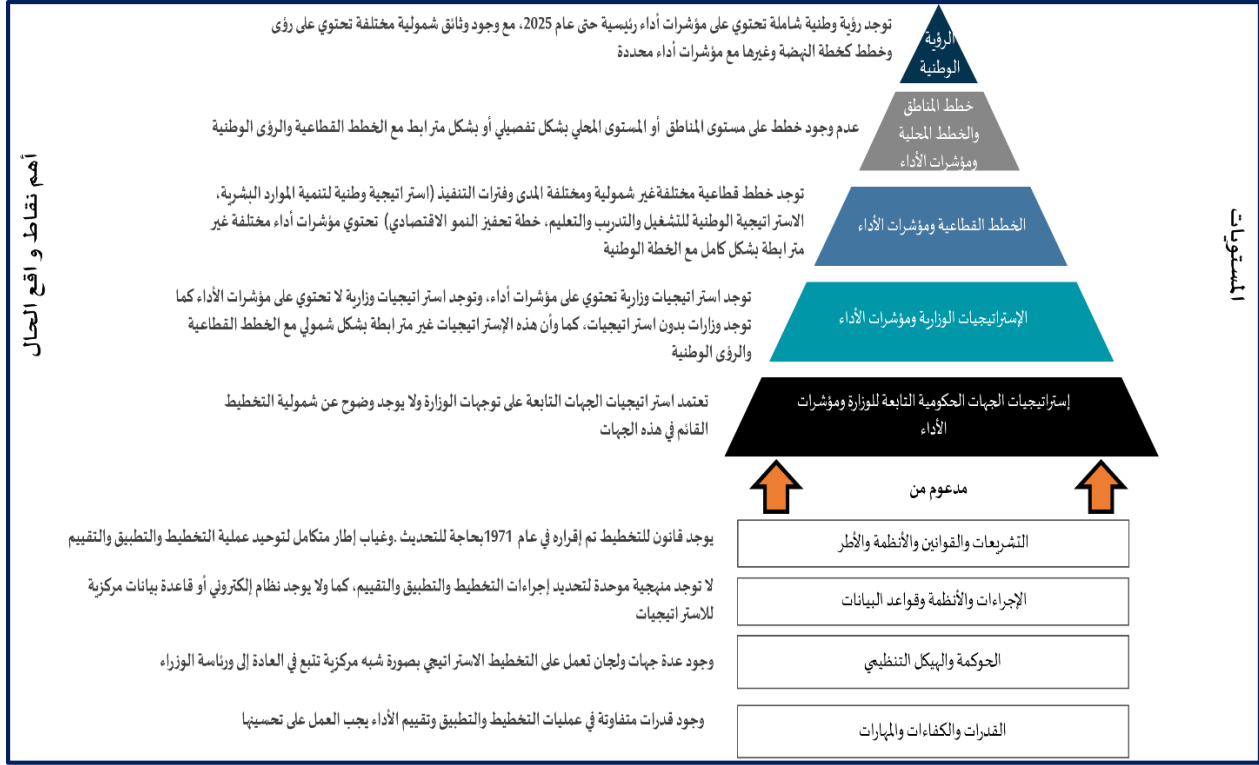 المستويات
أهم نقاط واقع الحال
الرؤية
الوطنية
توجد رؤية وطنية شاملة تحتوي على مؤشرات أداء رئيسية حتى عام 2025، مع وجود وثائق شمولية مختلفة تحتوي على رؤى
وخطط كخطة النهضة وغيرها مع مؤشرات أداء محددة
خطط المناطق
والخطط المحلية
ومؤشرات الأداء
عدم وجود خطط على مستوى المناطق أو المستوى المحلي بشكل تفصيلي أو بشكل مترابط مع الخطط القطاعية والرؤى الوطنية
الخطط القطاعية ومؤشرات الأداء
توجد خطط قطاعية مختلفة غير شمولية ومختلفة المدى وفترات التنفيذ (استراتيجية وطنية لتنمية الموارد البشرية،
الاستراتيجية الوطنية للتشغيل والتدريب والتعليم، خطة تحفيز النمو الاقتصادي) تحتوي مؤشرات أداء مختلفة غير
مترابطة بشكل كامل مع الخطة الوطنية
الإستراتيجيات الوزارية ومؤشرات الأداء
توجد استراتيجيات وزارية تحتوي على مؤشرات أداء، وتوجد استراتيجيات وزارية لا تحتوي على مؤشرات الأداء كما
توجد وزارات بدون استراتيجيات، كما وأن هذه الإستراتيجيات غير مترابطة بشكل شمولي مع الخطط القطاعية
والرؤى الوطنية
إستراتيجيات الجهات الحكومية التابعة للوزارة ومؤشرات
الأداء
تعتمد استراتيجيات الجهات التابعة على توجهات الوزارة ولا يوجد وضوح عن شمولية التخطيط
القائم في هذه الجهات
مدعوم من
التشريعات والقوانين والأنظمة والأطر
يوجد قانون للتخطيط تم إقراره في عام 1971بحاجة للتحديث .وغياب إطار متكامل لتوحيد عملية التخطيط والتطبيق والتقييم
الإجراءات والأنظمة وقواعد البيانات
لا توجد منهجية موحدة لتحديد إجراءات التخطيط والتطبيق والتقييم، كما ولا يوجد نظام إلكتروني أو قاعدة بيانات مركزية
للاستراتيجيات
الحوكمة والهيكل التنظيمي
وجود عدة جهات ولجان تعمل على التخطيط الاستراتيجي بصورة شبه مركزية تتبع في العادة إلى ورئاسة الوزراء
القدرات والكفاءات والمهارات
وجود قدرات متفاوتة في عمليات التخطيط والتطبيق وتقييم الأداء يجب العمل على تحسينها